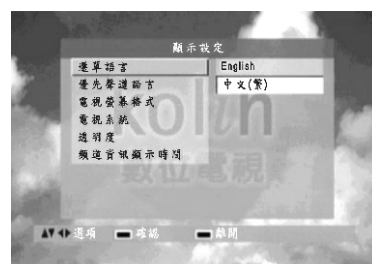 顯示設定
選單語言
優先聲道語言
電視螢幕格式
電視系統
透明度
頻道資訊顯示時間
English
中文(繁)
kolin
數位電視
選項
確認
離開